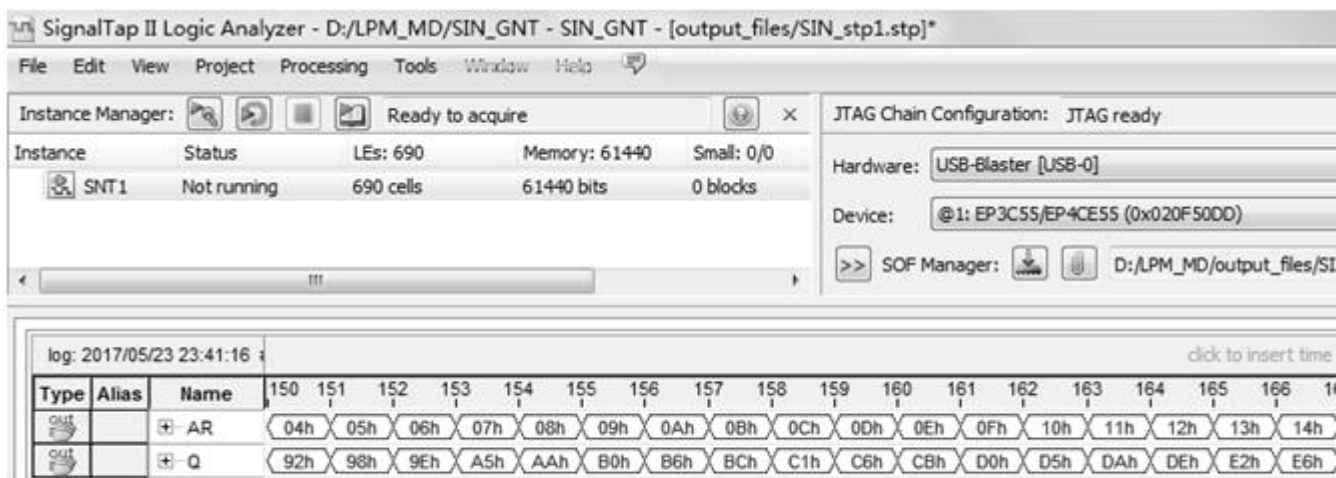 SignalTap II Logic Analyzer - D:/LPM_MD/SIN_GNT - SIN_GNT - [output_files/SIN_stp1.stp]*
File Edit View Project Processing Tools Window Help
Instance Manager: Ready to acquire
Instance Status LEs: 690 Memory: 61440 Small: 0/0
SNT1 Not running 690 cells 61440 bits 0 blocks
JTAG Chain Configuration: JTAG ready
Hardware: USB-Blaster [USB-0]
Device: @1: EP3C55/EP4CE55 (0x020F50DD)
>> SOF Manager: D:/LPM_MD/output_files/SI
log: 2017/05/23 23:41:16 click to insert time
Type Alias Name 150 151 152 153 154 155 156 157 158 159 160 161 162 163 164 165 166
out AR 04h 05h 06h 07h 08h 09h 0Ah 0Bh 0Ch 0Dh 0Eh 0Fh 10h 11h 12h 13h 14h
out Q 92h 98h 9Eh A5h AAh B0h B6h BCh C1h C6h CBh D0h D5h DAh DEh E2h E6h